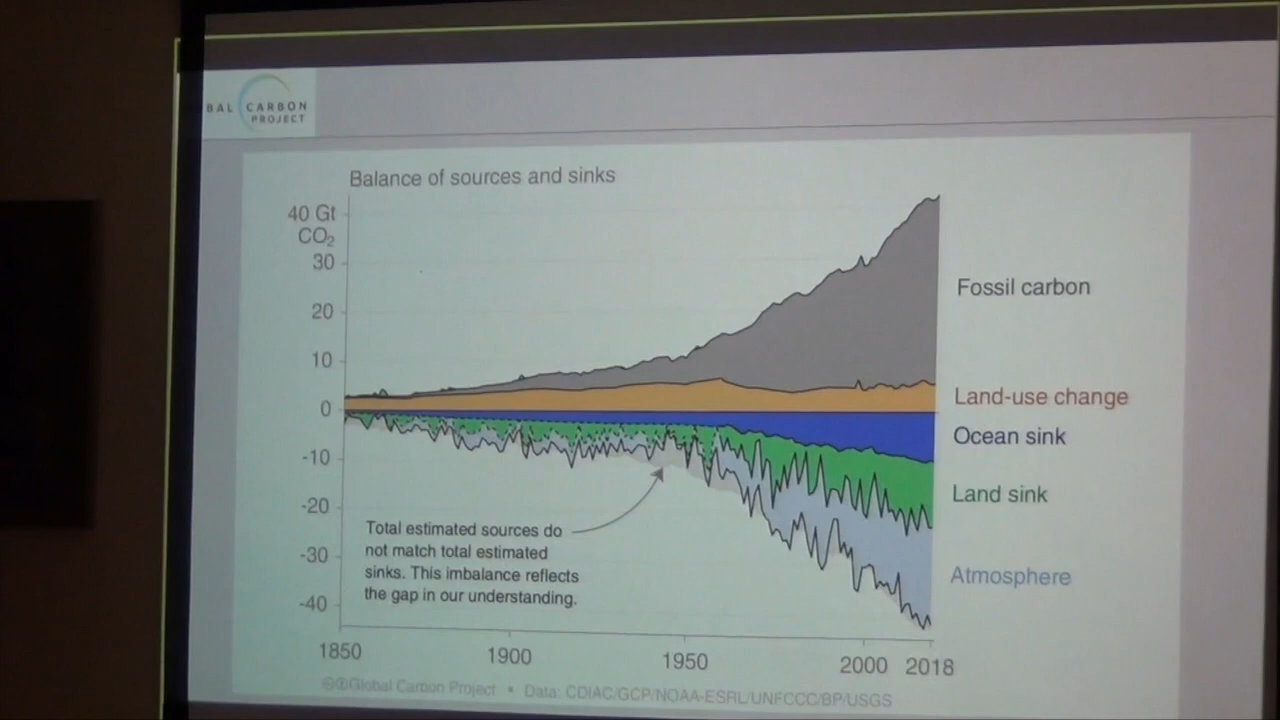 BAL CARBON
PROJECT
Balance of sources and sinks
40 Gt
CO₂
30
20
10
0
-10
-20
-30
-40
Fossil carbon
Land-use change
Ocean sink
Land sink
Atmosphere
Total estimated sources do
not match total estimated
sinks. This imbalance reflects
the gap in our understanding.
1850 1900 1950 2000 2018
Global Carbon Project • Data: CDIAC/GCP/NOAA-ESRL/UNFCCC/BP/USGS